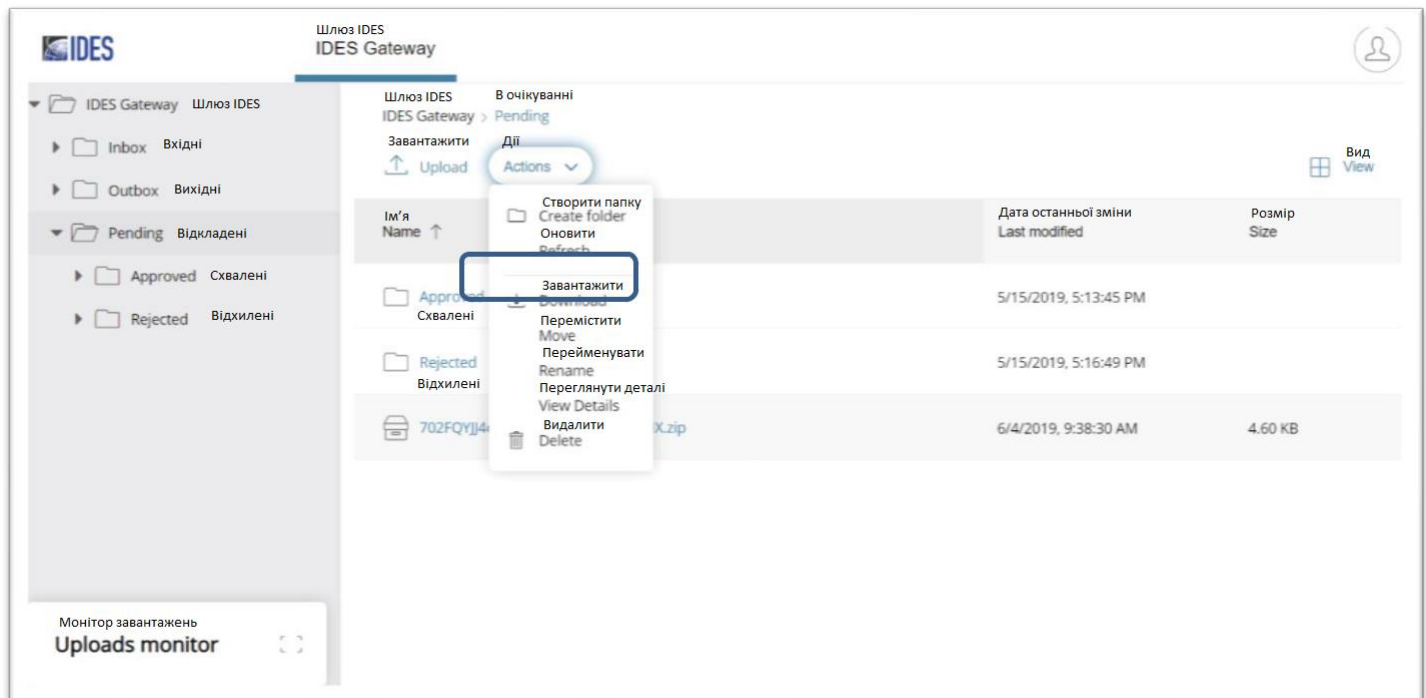 IDES
Шлюз IDES
IDES Gateway
IDES Gateway Шлюз IDES
Inbox Вхідні
Outbox Вихідні
Pending Відкладені
Approved Схвалені
Rejected Відхилені
Монітор завантажень
Uploads monitor
Шлюз IDES В очікуванні
IDES Gateway > Pending
Завантажити Дії
Upload Actions
Вид
View
Ім’я
Name ↑
Дата останньої зміни
Last modified
Розмір
Size
Створити папку
Create folder
Оновити
Refresh
Завантажити
Download
Перемістити
Move
Перейменувати
Rename
Переглянути деталі
View Details
Видалити
Delete
Approved 5/15/2019, 5:13:45 PM
Схвалені
Rejected 5/15/2019, 5:16:49 PM
Відхилені
X.zip 6/4/2019, 9:38:30 AM 4.60 KB